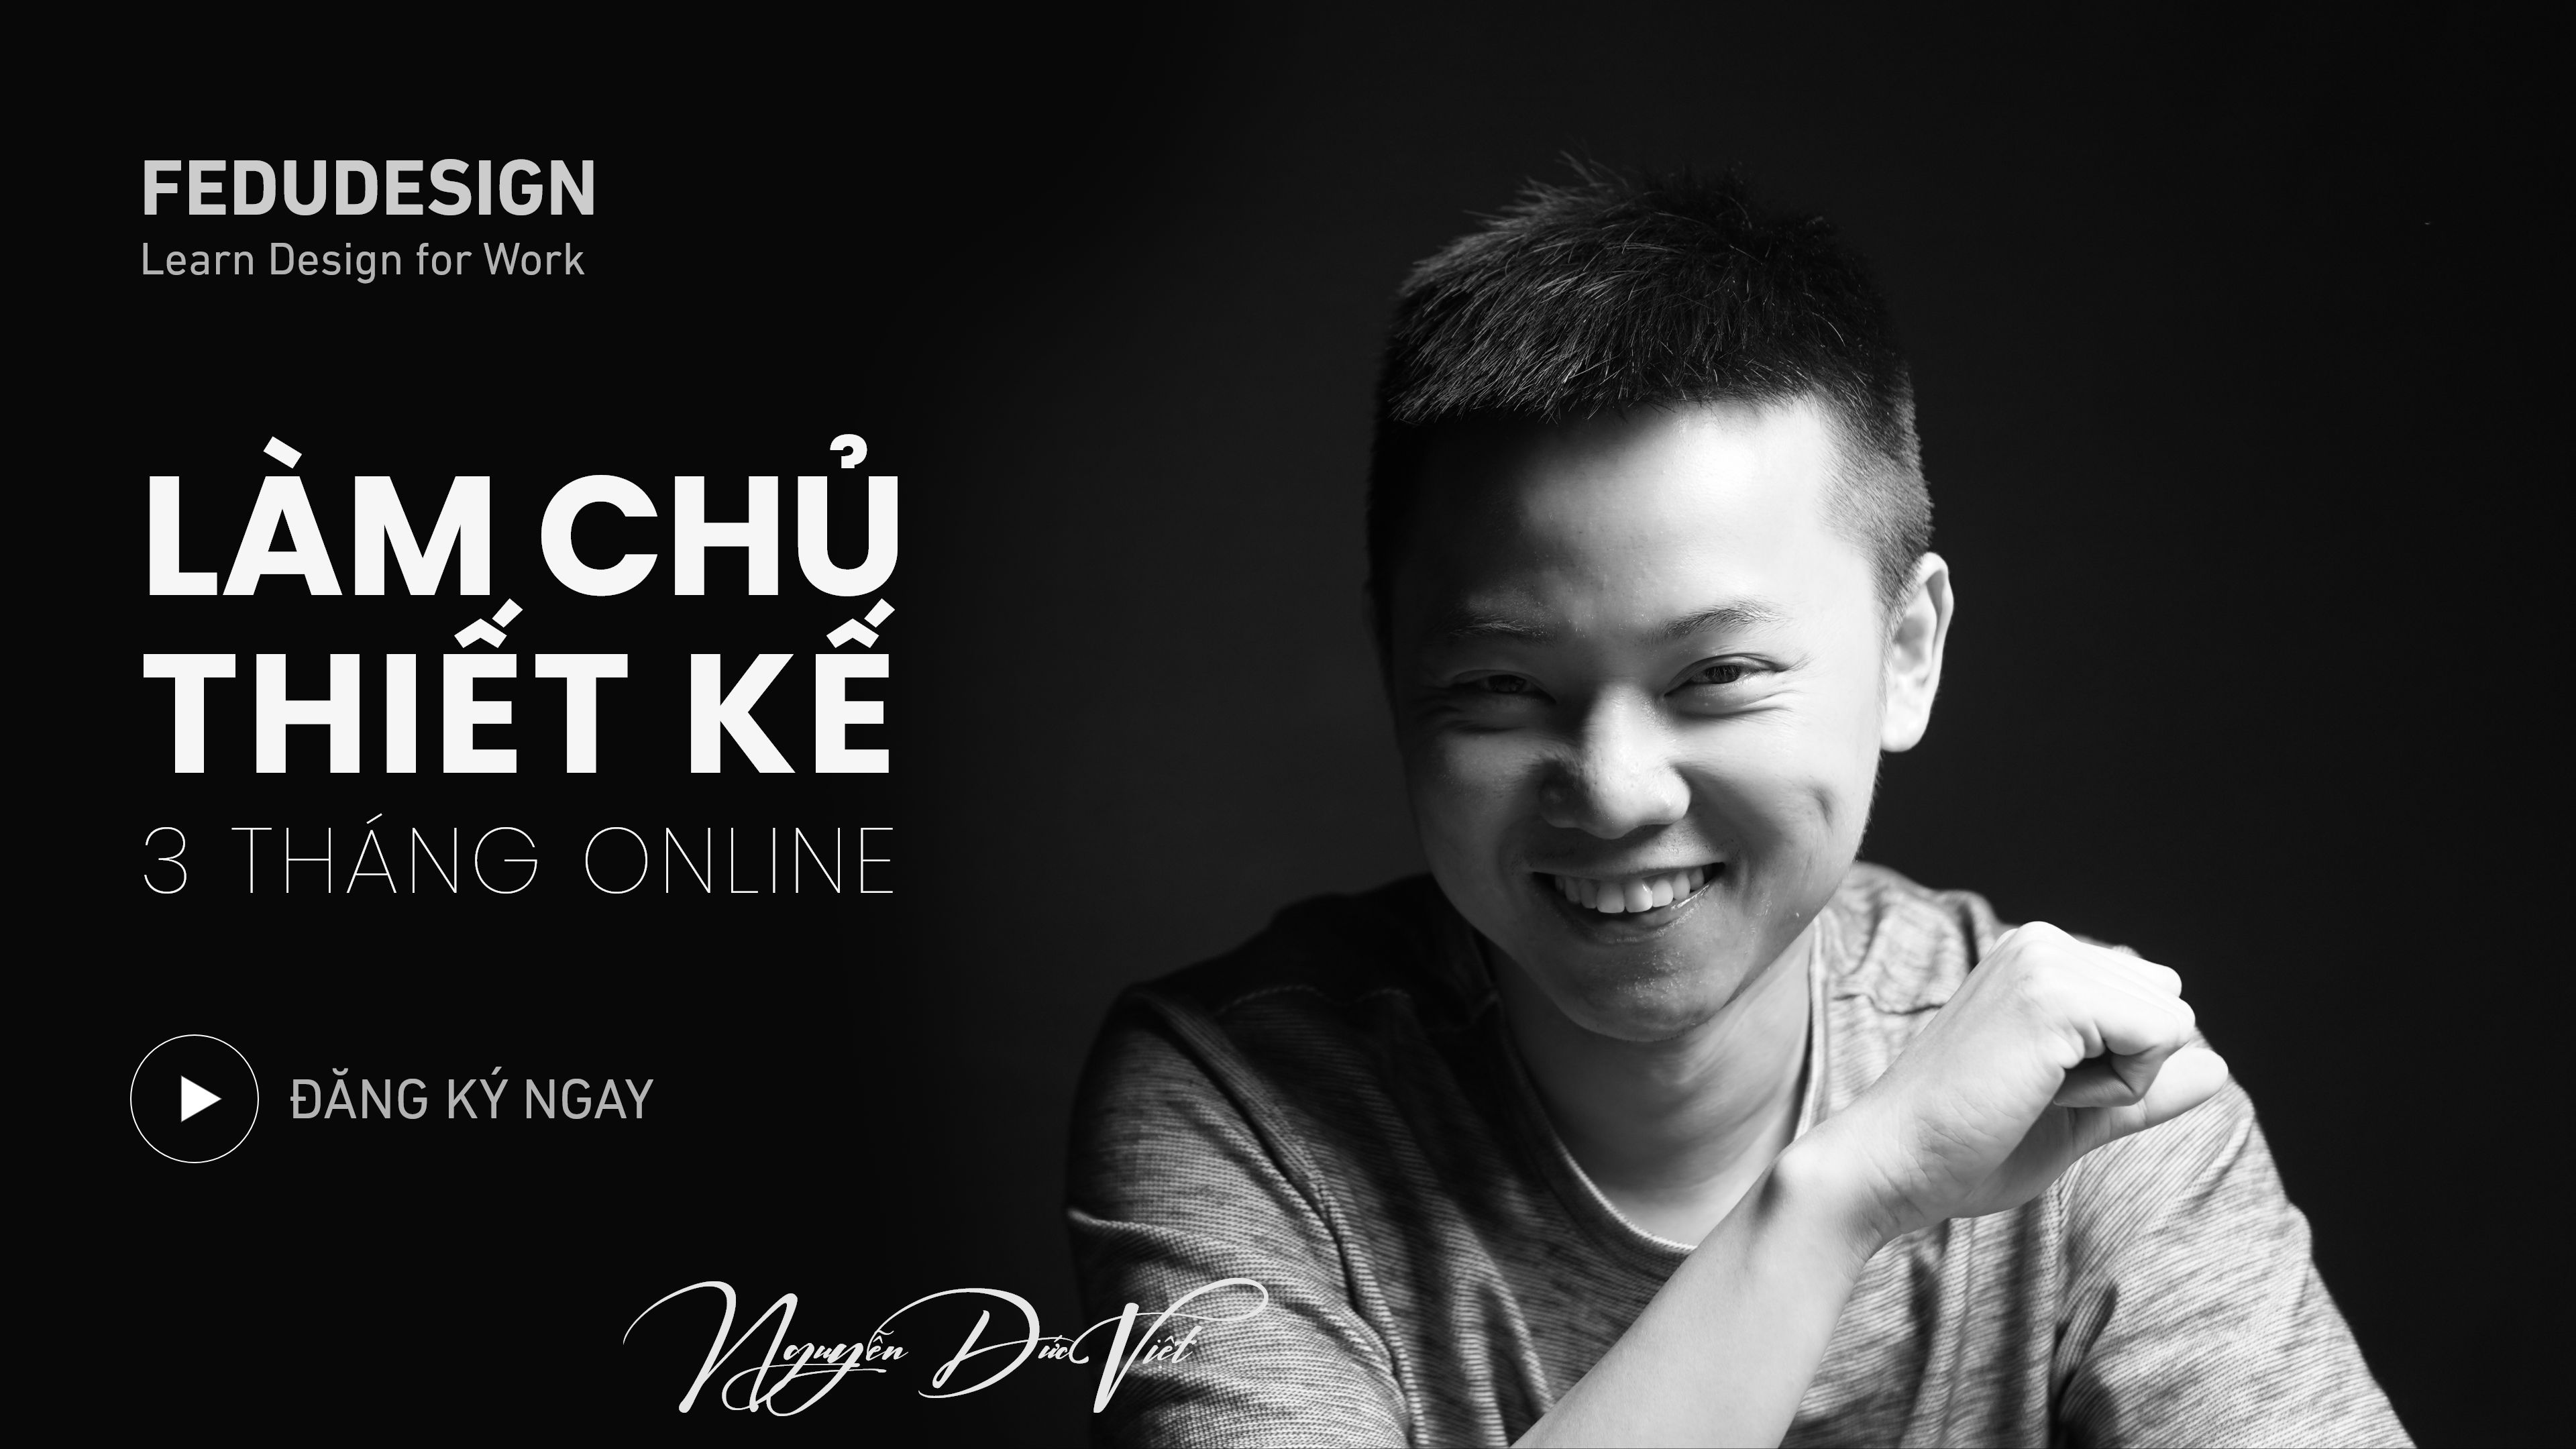 FEDUDESIGN
Learn Design for Work
LÀM CHỦ
THIẾT KẾ
3 THÁNG ONLINE
ĐĂNG KÝ NGAY
Nguyễn Đức Việt